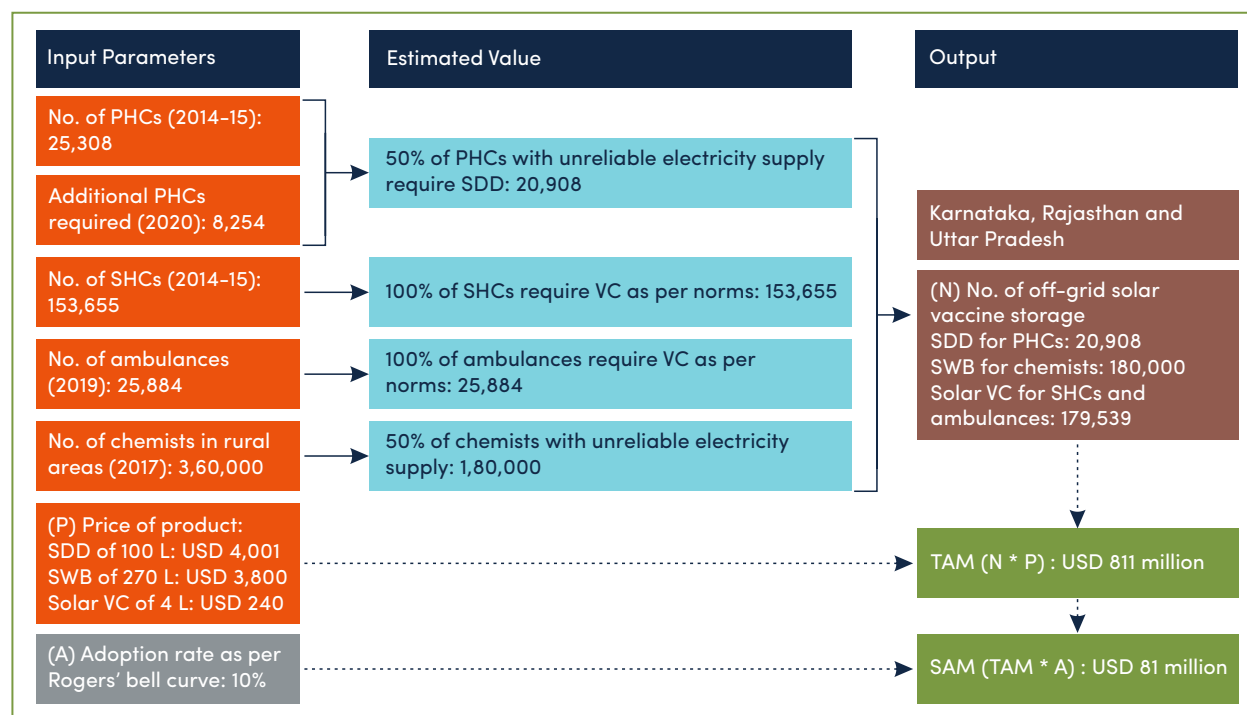 Input Parameters
Estimated Value
Output
No. of PHCs (2014-15):
25,308
Additional PHCs
required (2020): 8,254
50% of PHCs with unreliable electricity supply
require SDD: 20,908
No. of SHCs (2014-15):
153,655
100% of SHCs require VC as per norms: 153,655
No. of ambulances
(2019): 25,884
100% of ambulances require VC as per
norms: 25,884
No. of chemists in rural
areas (2017): 3,60,000
50% of chemists with unreliable electricity
supply: 1,80,000
Karnataka, Rajasthan and
Uttar Pradesh
(N) No. of off-grid solar
vaccine storage
SDD for PHCs: 20,908
SWB for chemists: 180,000
Solar VC for SHCs and
ambulances: 179,539
(P) Price of product:
SDD of 100 L: USD 4,001
SWB of 270 L: USD 3,800
Solar VC of 4 L: USD 240
TAM (N * P) : USD 811 million
(A) Adoption rate as per
Rogers’ bell curve: 10%
SAM (TAM * A) : USD 81 million